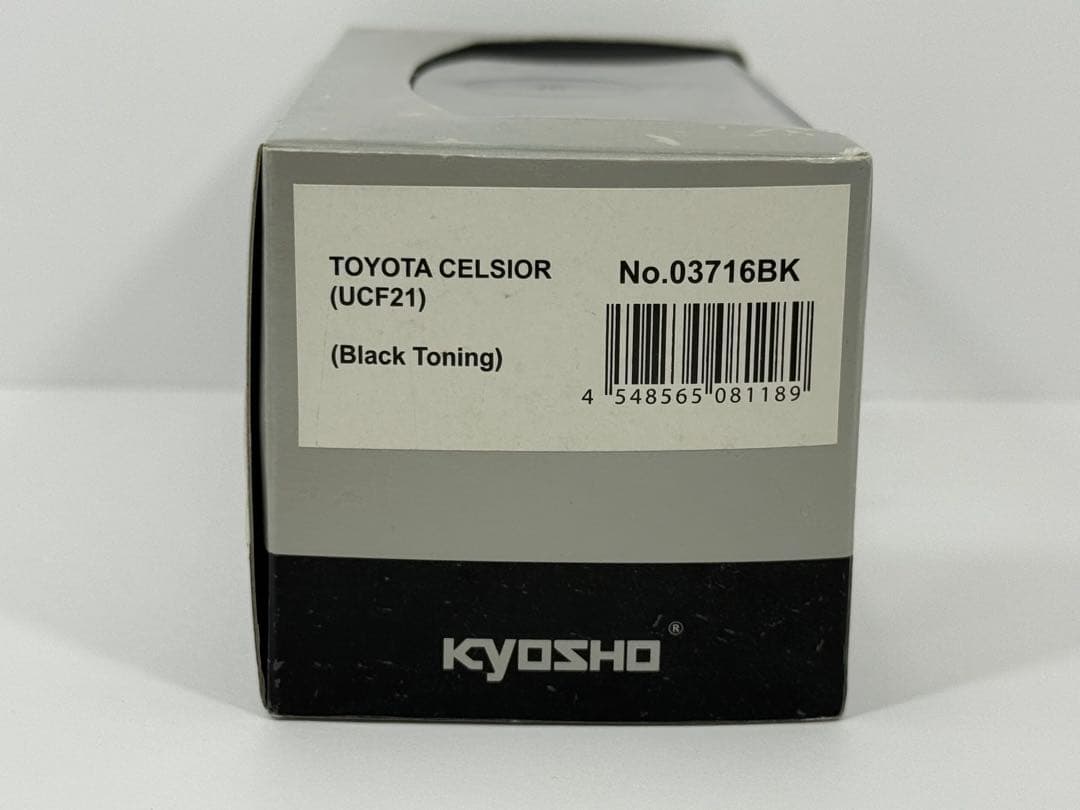 TOYOTA CELSIOR
(UCF21)
(Black Toning)
No.03716BK
4 548565 081189
KYOSHO ®